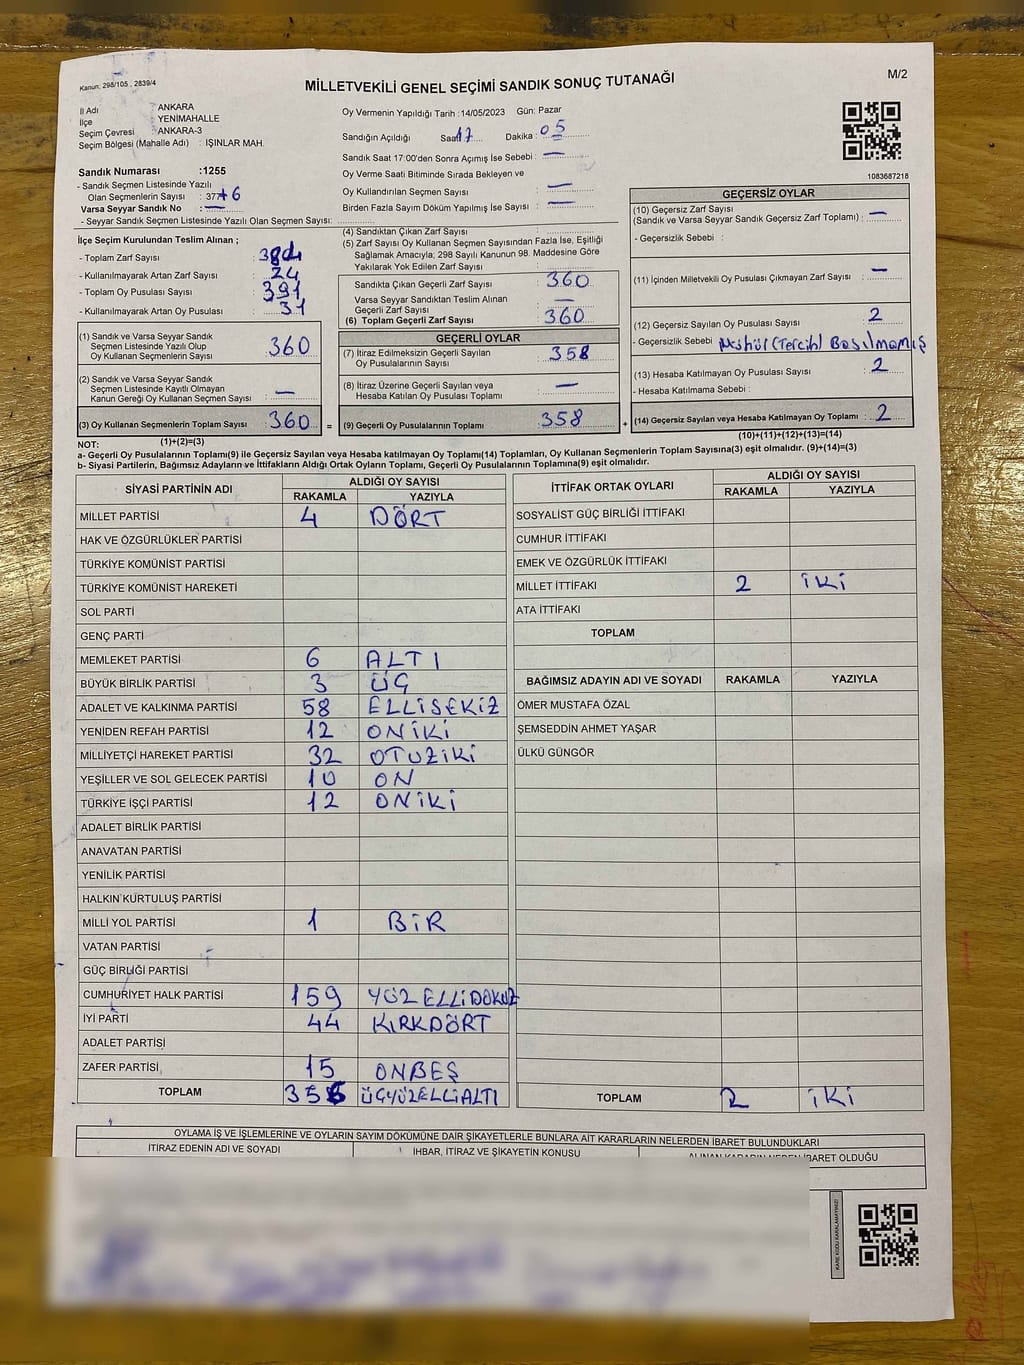 Kanun; 298/105 , 2839/4
MİLLETVEKİLİ GENEL SEÇİMİ SANDIK SONUÇ TUTANAĞI
M/2
İl Adı : ANKARA
İlçe : YENİMAHALLE
Seçim Çevresi : ANKARA-3
Seçim Bölgesi (Mahalle Adı) : IŞINLAR MAH.
Oy Vermenin Yapıldığı Tarih :14/05/2023 Gün: Pazar
Sandığın Açıldığı Saat: 17 Dakika : 05
Sandık Saat 17:00'den Sonra Açımış İse Sebebi : —
Oy Verme Saati Bitiminde Sırada Bekleyen ve
Oy Kullandırılan Seçmen Sayısı : —
Birden Fazla Sayım Döküm Yapılmış İse Sayısı : —
1083687218
Sandık Numarası :1255
- Sandık Seçmen Listesinde Yazılı
Olan Seçmenlerin Sayısı :
Varsa Seyyar Sandık No : —
- Seyyar Sandık Seçmen Listesinde Yazılı Olan Seçmen Sayısı:
İlçe Seçim Kurulundan Teslim Alınan ;
- Toplam Zarf Sayısı : 384
- Kullanılmayarak Artan Zarf Sayısı : 24
- Toplam Oy Pusulası Sayısı : 391
- Kullanılmayarak Artan Oy Pusulası : 31
(1) Sandık ve Varsa Seyyar Sandık
Seçmen Listesinde Yazılı Olup
Oy Kullanan Seçmenlerin Sayısı : 360
(2) Sandık ve Varsa Seyyar Sandık
Seçmen Listesinde Kayıtlı Olmayan
Kanun Gereği Oy Kullanan Seçmen Sayısı : —
(3) Oy Kullanan Seçmenlerin Toplam Sayısı : 360 =
(4) Sandıktan Çıkan Zarf Sayısı :
(5) Zarf Sayısı Oy Kullanan Seçmen Sayısından Fazla İse, Eşitliği
Sağlamak Amacıyla; 298 Sayılı Kanunun 98. Maddesine Göre
Yakılarak Yok Edilen Zarf Sayısı :
Sandıkta Çıkan Geçerli Zarf Sayısı : 360
Varsa Seyyar Sandıktan Teslim Alınan
Geçerli Zarf Sayısı : —
(6) Toplam Geçerli Zarf Sayısı : 360
GEÇERLİ OYLAR
(7) İtiraz Edilmeksizin Geçerli Sayılan
Oy Pusulalarının Sayısı : 358
(8) İtiraz Üzerine Geçerli Sayılan veya
Hesaba Katılan Oy Pusulası Toplamı : —
(9) Geçerli Oy Pusulalarının Toplamı : 358 +
GEÇERSİZ OYLAR
(10) Geçersiz Zarf Sayısı
(Sandık ve Varsa Seyyar Sandık Geçersiz Zarf Toplamı) : —
- Geçersizlik Sebebi :
(11) İçinden Milletvekili Oy Pusulası Çıkmayan Zarf Sayısı : —
(12) Geçersiz Sayılan Oy Pusulası Sayısı : 2
- Geçersizlik Sebebi : Mühür (Tercih) Basılmamış
(13) Hesaba Katılmayan Oy Pusulası Sayısı : 2
- Hesaba Katılmama Sebebi :
(14) Geçersiz Sayılan veya Hesaba Katılmayan Oy Toplamı : 2
NOT: (1)+(2)=(3) (10)+(11)+(12)+(13)=(14)
a- Geçerli Oy Pusulalarının Toplamı(9) ile Geçersiz Sayılan veya Hesaba katılmayan Oy Toplamı(14) Toplamları, Oy Kullanan Seçmenlerin Toplam Sayısına(3) eşit olmalıdır. (9)+(14)=(3)
b- Siyasi Partilerin, Bağımsız Adayların ve İttifakların Aldığı Ortak Oyların Toplamı, Geçerli Oy Pusulalarının Toplamına(9) eşit olmalıdır.
SİYASİ PARTİNİN ADI ALDIĞI OY SAYISI
RAKAMLA YAZIYLA
MİLLET PARTİSİ 4 DÖRT
HAK VE ÖZGÜRLÜKLER PARTİSİ
TÜRKİYE KOMÜNİST PARTİSİ
TÜRKİYE KOMÜNİST HAREKETİ
SOL PARTİ
GENÇ PARTİ
MEMLEKET PARTİSİ 6 ALTI
BÜYÜK BİRLİK PARTİSİ 3 ÜÇ
ADALET VE KALKINMA PARTİSİ 58 ELLİSEKİZ
YENİDEN REFAH PARTİSİ 12 ONİKİ
MİLLİYETÇİ HAREKET PARTİSİ 32 OTUZİKİ
YEŞİLLER VE SOL GELECEK PARTİSİ 10 ON
TÜRKİYE İŞÇİ PARTİSİ 12 ONİKİ
ADALET BİRLİK PARTİSİ
ANAVATAN PARTİSİ
YENİLİK PARTİSİ
HALKIN KURTULUŞ PARTİSİ
MİLLİ YOL PARTİSİ 1 BİR
VATAN PARTİSİ
GÜÇ BİRLİĞİ PARTİSİ
CUMHURİYET HALK PARTİSİ 159 YÜZELLİDOKUZ
İYİ PARTİ 44 KIRKDÖRT
ADALET PARTİSİ
ZAFER PARTİSİ 15 ONBEŞ
TOPLAM 356 ÜÇYÜZELLİALTI
İTTİFAK ORTAK OYLARI ALDIĞI OY SAYISI
RAKAMLA YAZIYLA
SOSYALİST GÜÇ BİRLİĞİ İTTİFAKI
CUMHUR İTTİFAKI
EMEK VE ÖZGÜRLÜK İTTİFAKI
MİLLET İTTİFAKI 2 İKİ
ATA İTTİFAKI
TOPLAM
BAĞIMSIZ ADAYIN ADI VE SOYADI RAKAMLA YAZIYLA
ÖMER MUSTAFA ÖZAL
ŞEMSEDDİN AHMET YAŞAR
ÜLKÜ GÜNGÖR
TOPLAM 2 İKİ
OYLAMA İŞ VE İŞLEMLERİNE VE OYLARIN SAYIM DÖKÜMÜNE DAİR ŞİKAYETLERLE BUNLARA AİT KARARLARIN NELERDEN İBARET BULUNDUKLARI
İTİRAZ EDENİN ADI VE SOYADI İHBAR, İTİRAZ VE ŞİKAYETİN KONUSU ALINAN KARARIN NEDEN İBARET OLDUĞU
KARE KODU KARALAMAYINIZ!